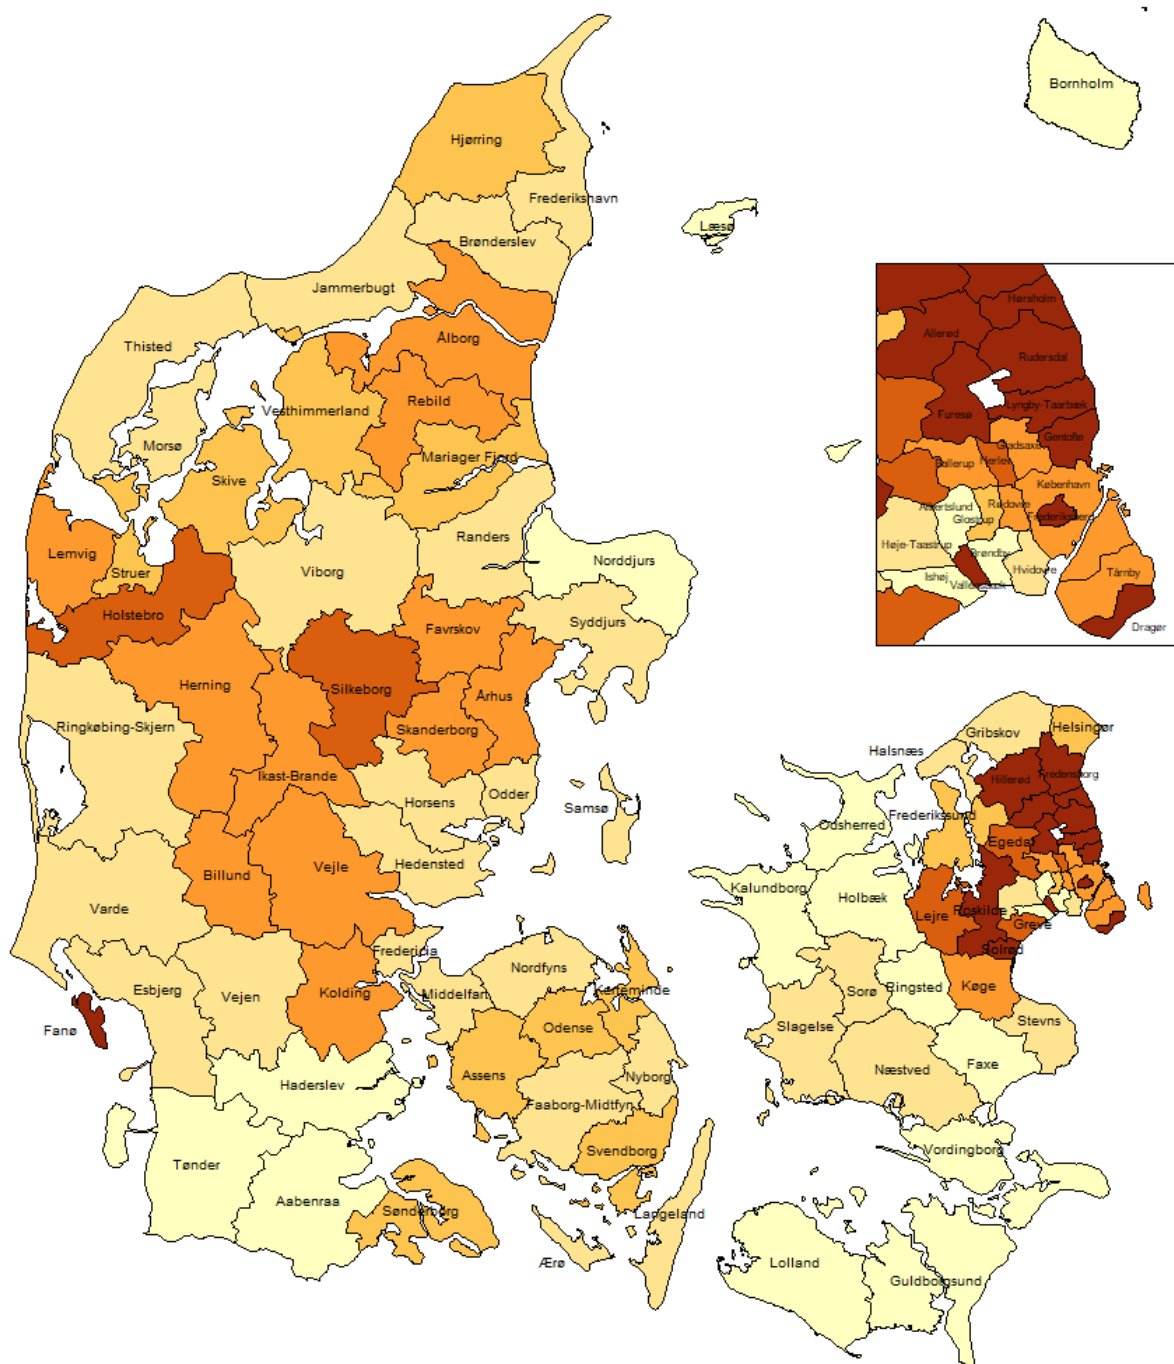 Bornholm
Hjørring
Frederikshavn
Læsø
Brønderslev
Jammerbugt
Hørsholm
Allerød
Ålborg
Thisted
Rudersdal
Rebild
Vesthimmerland
Lyngby-Taarbæk
Furesø
Gentofte
Morsø
Gladsaxe
Mariager Fjord
Ballerup
Herlev
Skive
København
Albertslund
Rødovre
Frederiksberg
Glostrup
Randers
Høje-Taastrup
Lemvig
Norddjurs
Brøndby
Viborg
Hvidovre
Struer
Ishøj
Tårnby
Vallensbæk
Holstebro
Favrskov
Syddjurs
Dragør
Herning
Silkeborg
Århus
Ringkøbing-Skjern
Skanderborg
Helsingør
Gribskov
Halsnæs
Ikast-Brande
Hillerød
Fredensborg
Odder
Horsens
Samsø
Frederikssund
Odsherred
Egedal
Hedensted
Vejle
Billund
Kalundborg
Holbæk
Varde
Lejre
Roskilde
Greve
Solrød
Fredericia
Nordfyns
Esbjerg
Vejen
Kolding
Middelfart
Kerteminde
Sorø
Ringsted
Køge
Fanø
Odense
Slagelse
Stevns
Haderslev
Assens
Nyborg
Næstved
Faxe
Faaborg-Midtfyn
Svendborg
Vordingborg
Tønder
Aabenraa
Sønderborg
Langeland
Ærø
Lolland
Guldborgsund